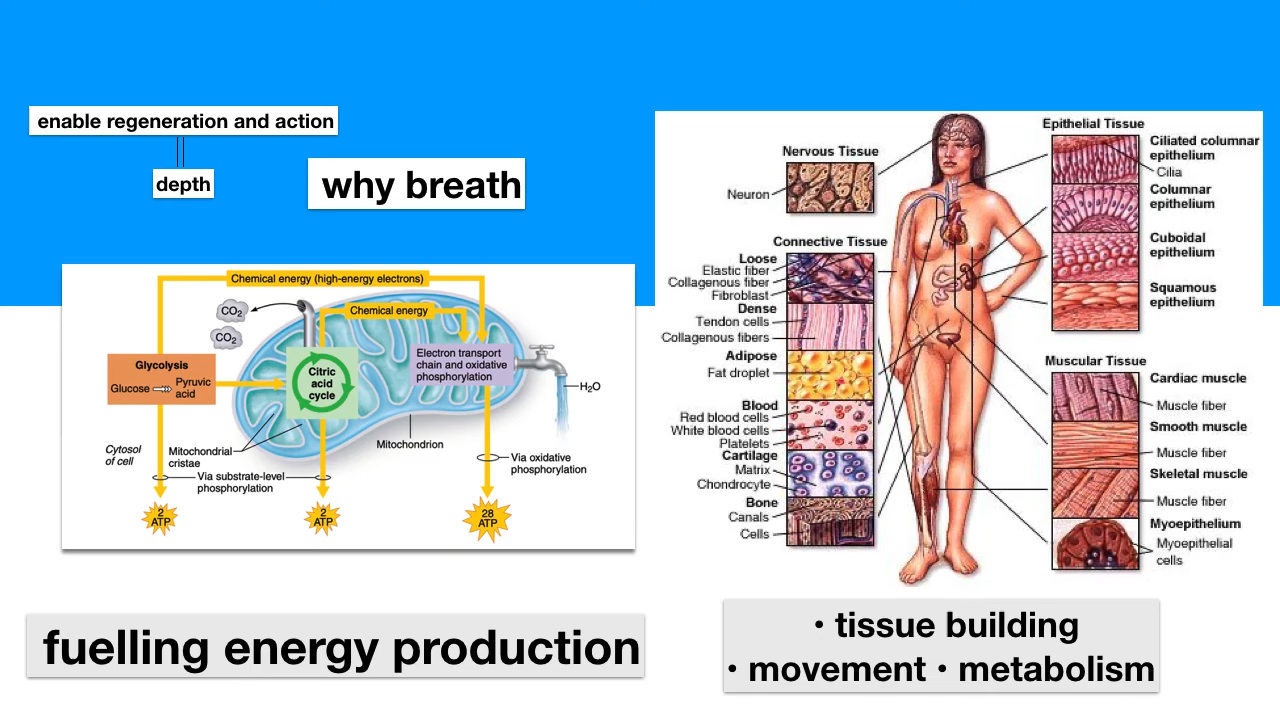 enable regeneration and action
depth
why breath
Chemical energy (high-energy electrons)
CO2
CO2
Chemical energy
Glycolysis
Glucose
Pyruvic
acid
Citric
acid
cycle
Electron transport
chain and oxidative
phosphorylation
H2O
Cytosol
of cell
Mitochondrial
cristae
Mitochondrion
Via substrate-level
phosphorylation
Via oxidative
phosphorylation
2
ATP
2
ATP
28
ATP
fuelling energy production
Nervous Tissue
Neuron
Connective Tissue
Loose
Elastic fiber
Collagenous fiber
Fibroblast
Dense
Tendon cells
Collagenous fibers
Adipose
Fat droplet
Blood
Red blood cells
White blood cells
Platelets
Cartilage
Matrix
Chondrocyte
Bone
Canals
Cells
Epithelial Tissue
Ciliated columnar
epithelium
Cilia
Columnar
epithelium
Cuboidal
epithelium
Squamous
epithelium
Muscular Tissue
Cardiac muscle
Muscle fiber
Smooth muscle
Muscle fiber
Skeletal muscle
Muscle fiber
Myoepithelium
Myoepithelial
cells
• tissue building
• movement • metabolism